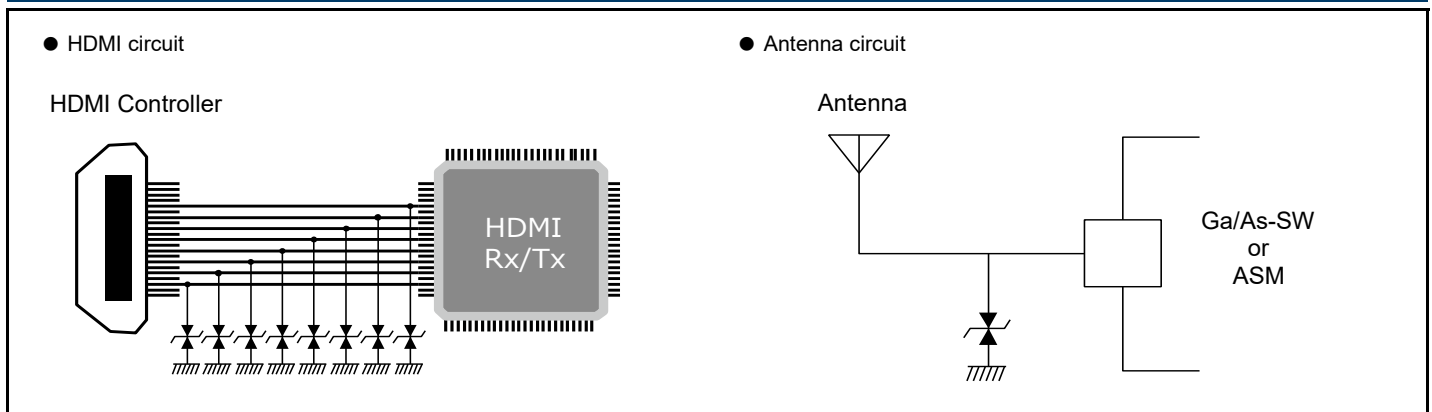 ● HDMI circuit
HDMI Controller
HDMI
Rx/Tx
● Antenna circuit
Antenna
Ga/As-SW
or
ASM